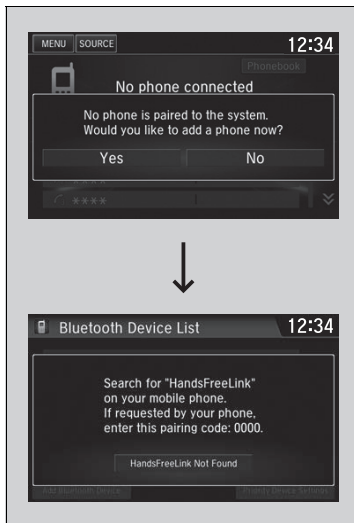 MENU SOURCE 12:34
Phonebook
No phone connected
No phone is paired to the system.
Would you like to add a phone now?
Yes No
****
****
Bluetooth Device List 12:34
Search for "HandsFreeLink"
on your mobile phone.
If requested by your phone,
enter this pairing code: 0000.
HandsFreeLink Not Found
Add Bluetooth Device Priority Device Settings